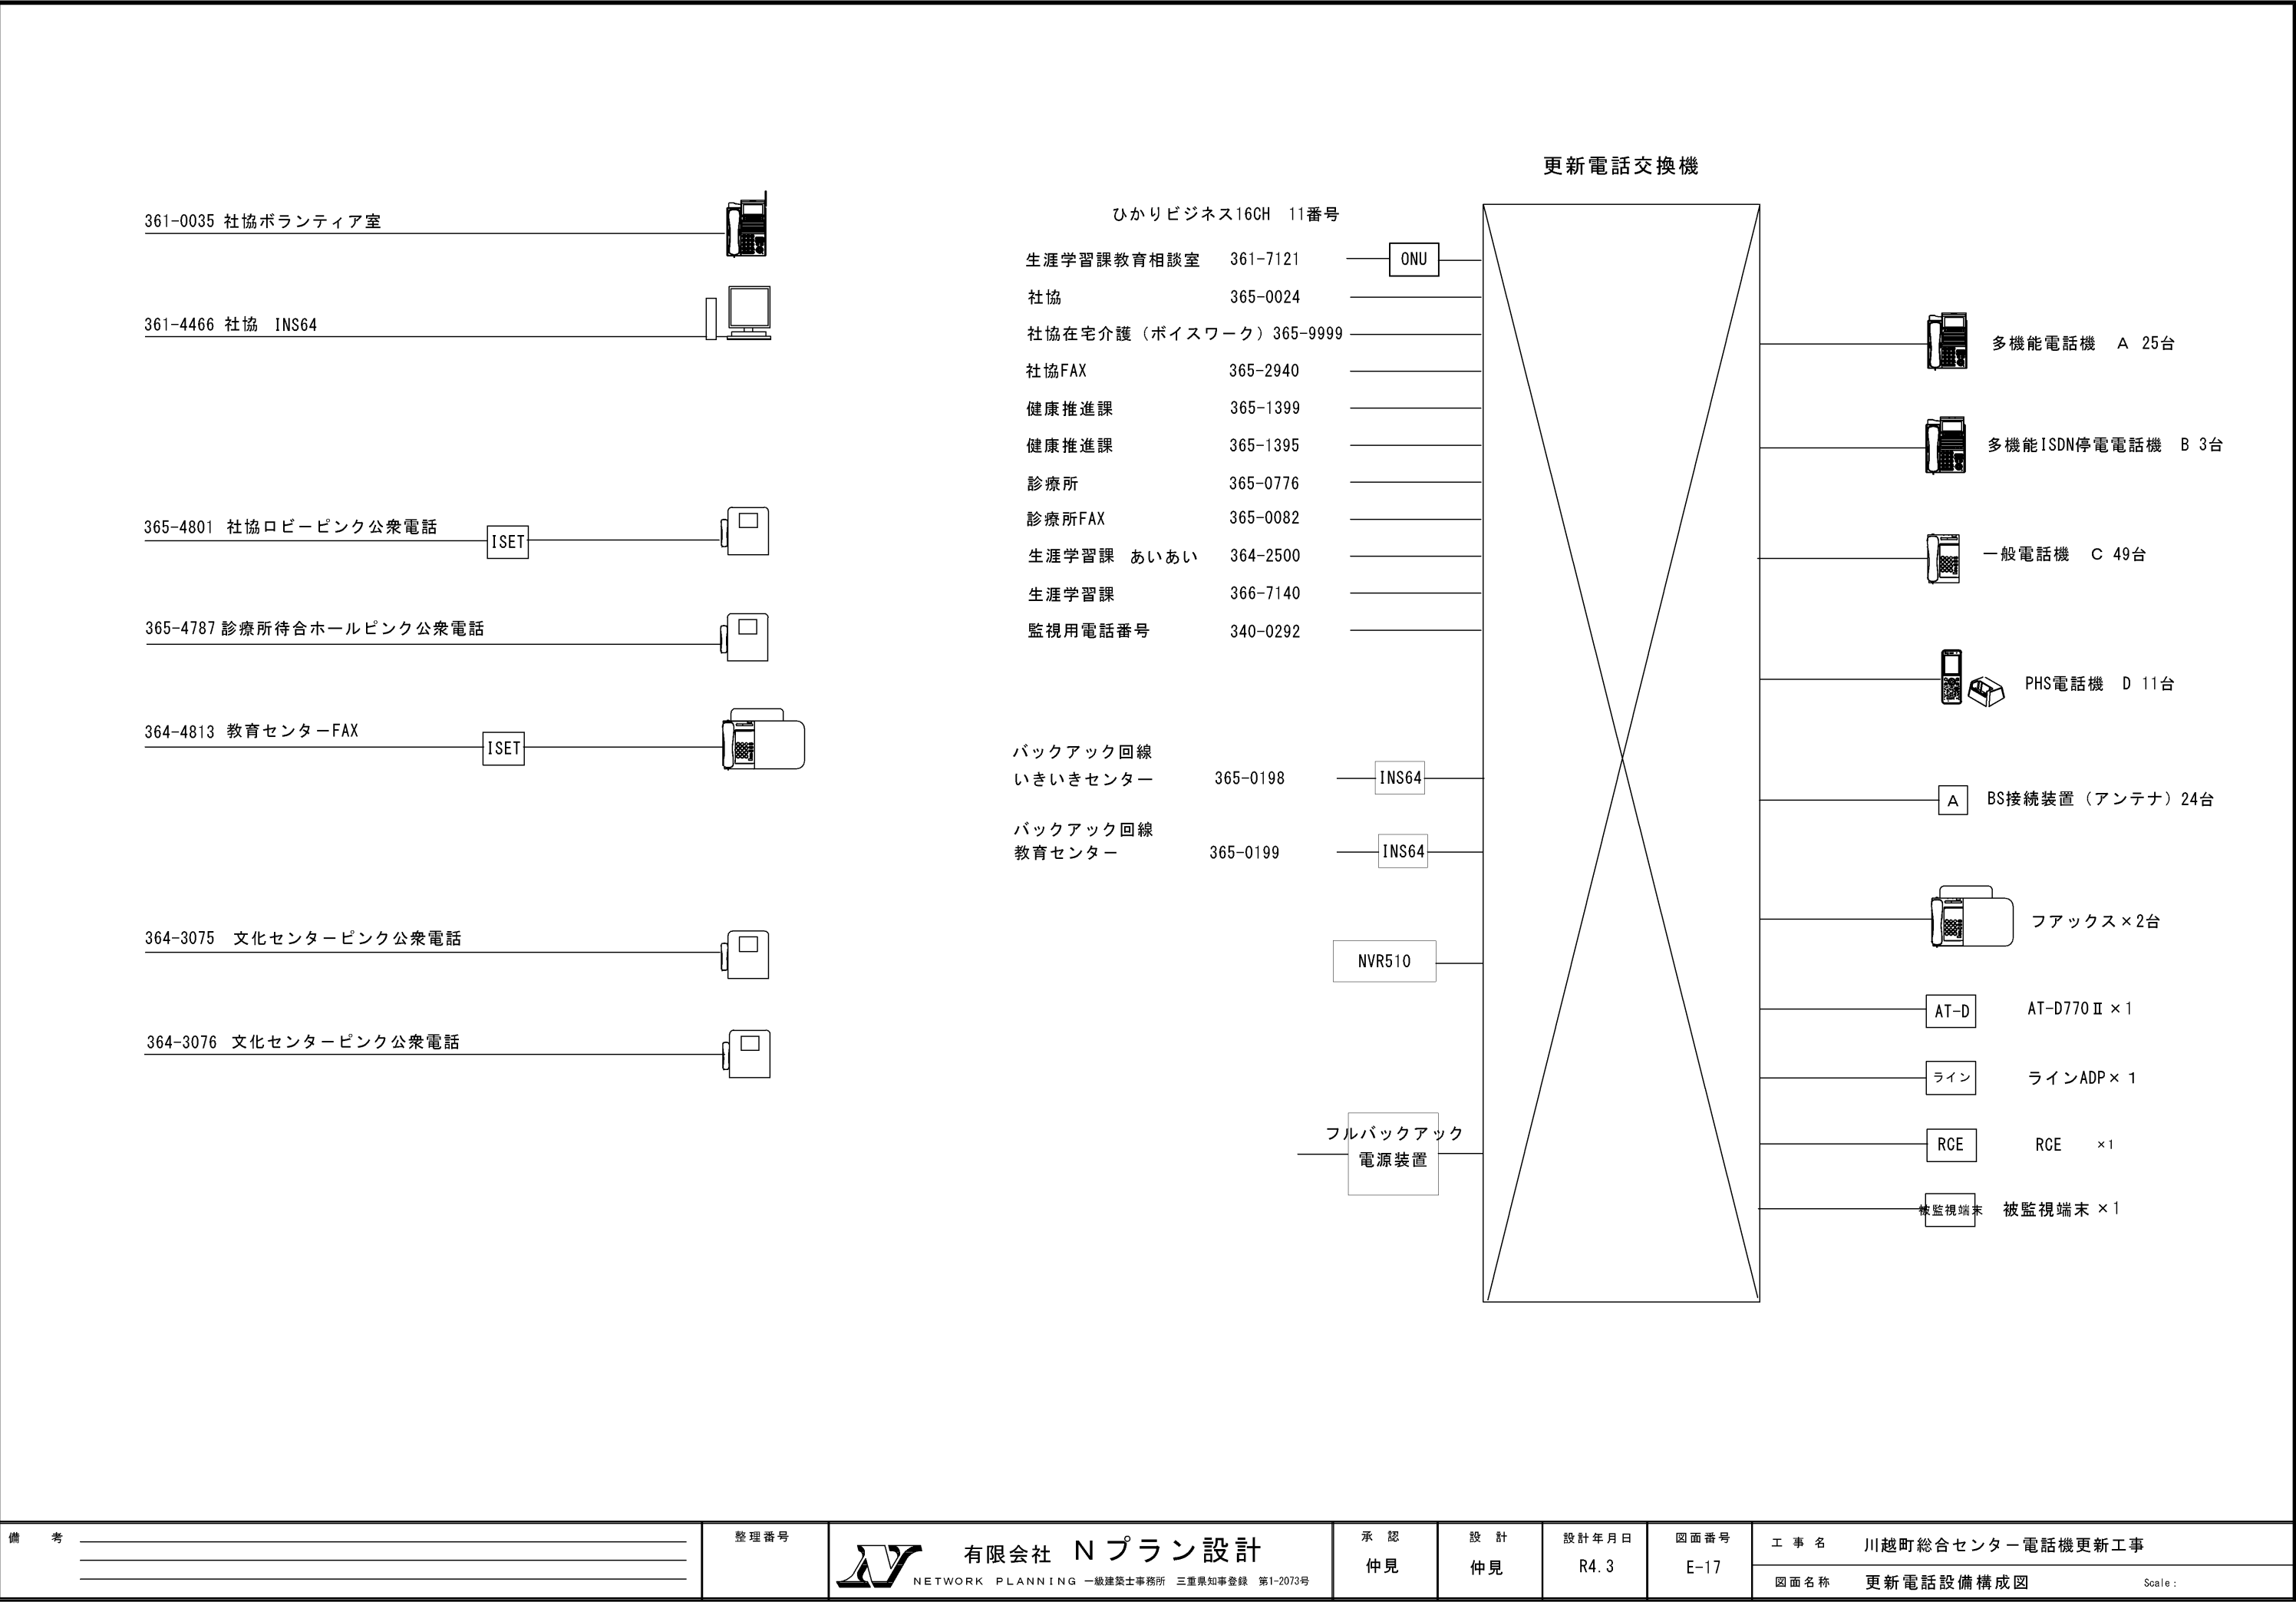 更新電話交換機
361-0035 社協ボランティア室
361-4466 社協　INS64
365-4801 社協ロビーピンク公衆電話
ISET
365-4787 診療所待合ホールピンク公衆電話
364-4813 教育センターFAX
ISET
364-3075 文化センターピンク公衆電話
364-3076 文化センターピンク公衆電話
ひかりビジネス16CH　11番号
生涯学習課教育相談室 361-7121 ONU
社協 365-0024
社協在宅介護（ボイスワーク）365-9999
社協FAX 365-2940
健康推進課 365-1399
健康推進課 365-1395
診療所 365-0776
診療所FAX 365-0082
生涯学習課　あいあい 364-2500
生涯学習課 366-7140
監視用電話番号 340-0292
バックアック回線
いきいきセンター 365-0198 INS64
バックアック回線
教育センター 365-0199 INS64
NVR510
フルバックアック
電源装置
多機能電話機　A 25台
多機能ISDN停電電話機　B 3台
一般電話機　C 49台
PHS電話機　D 11台
A BS接続装置（アンテナ）24台
フアックス×2台
AT-D AT-D770Ⅱ×1
ライン ラインADP×1
RCE RCE ×1
被監視端末 被監視端末×1
備　考
整理番号
有限会社 Nプラン設計
NETWORK PLANNING 一級建築士事務所 三重県知事登録 第1-2073号
承　認
仲見
設　計
仲見
設計年月日
R4.3
図面番号
E-17
工事名 川越町総合センター電話機更新工事
図面名称 更新電話設備構成図 Scale: